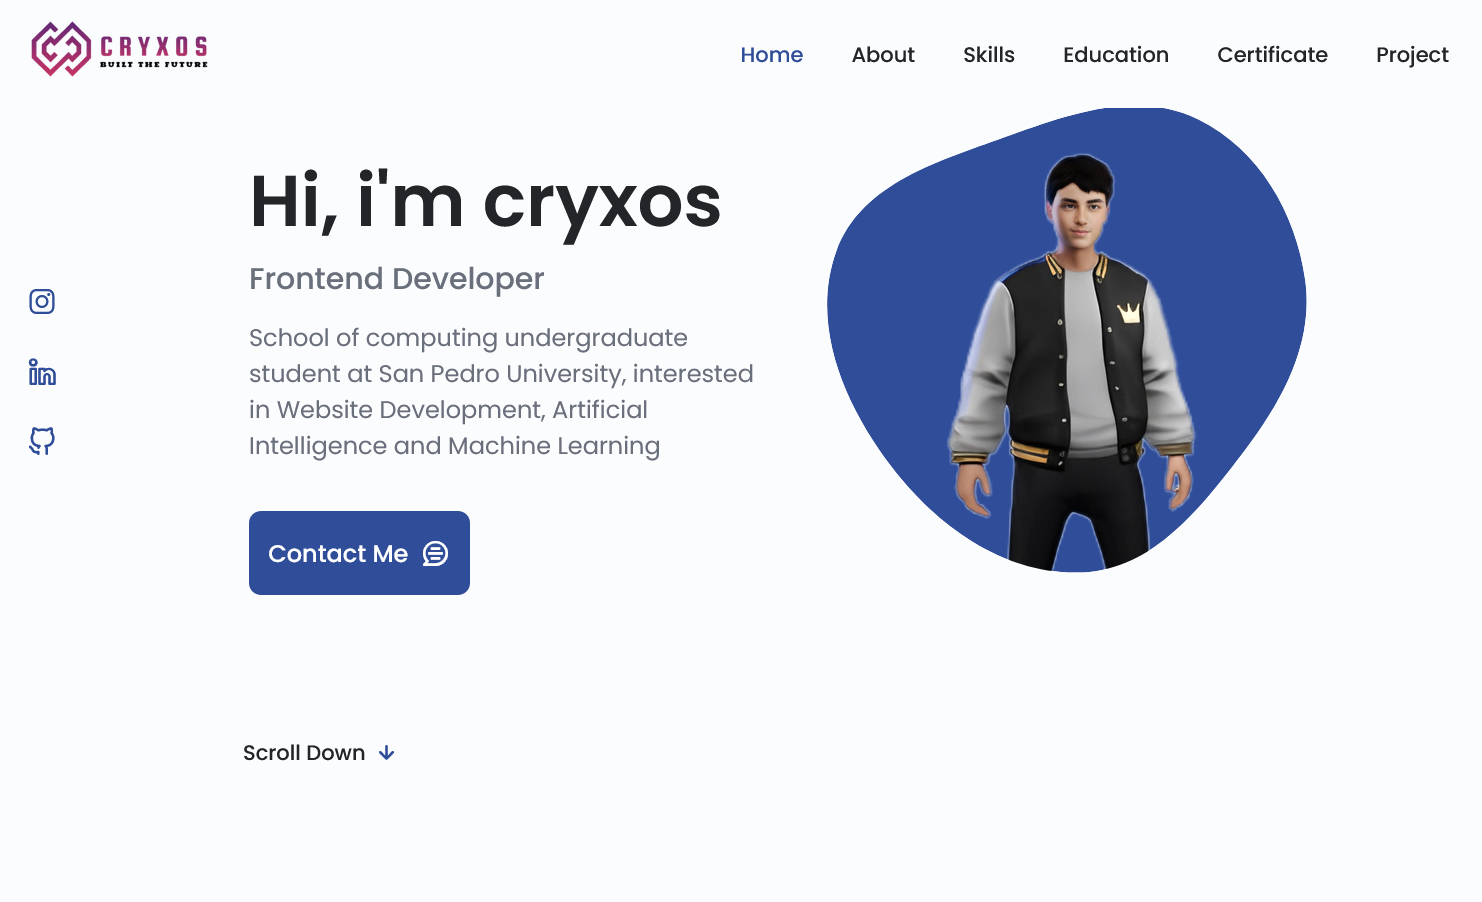 CRYXOS
BUILT THE FUTURE
Home About Skills Education Certificate Project
Hi, i'm cryxos
Frontend Developer
School of computing undergraduate
student at San Pedro University, interested
in Website Development, Artificial
Intelligence and Machine Learning
Contact Me
Scroll Down